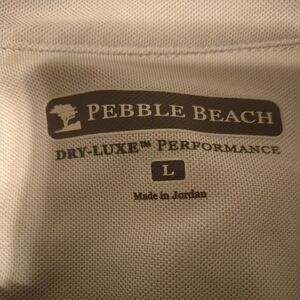 PEBBLE BEACH
DRY-LUXE™ PERFORMANCE
L
Made in Jordan